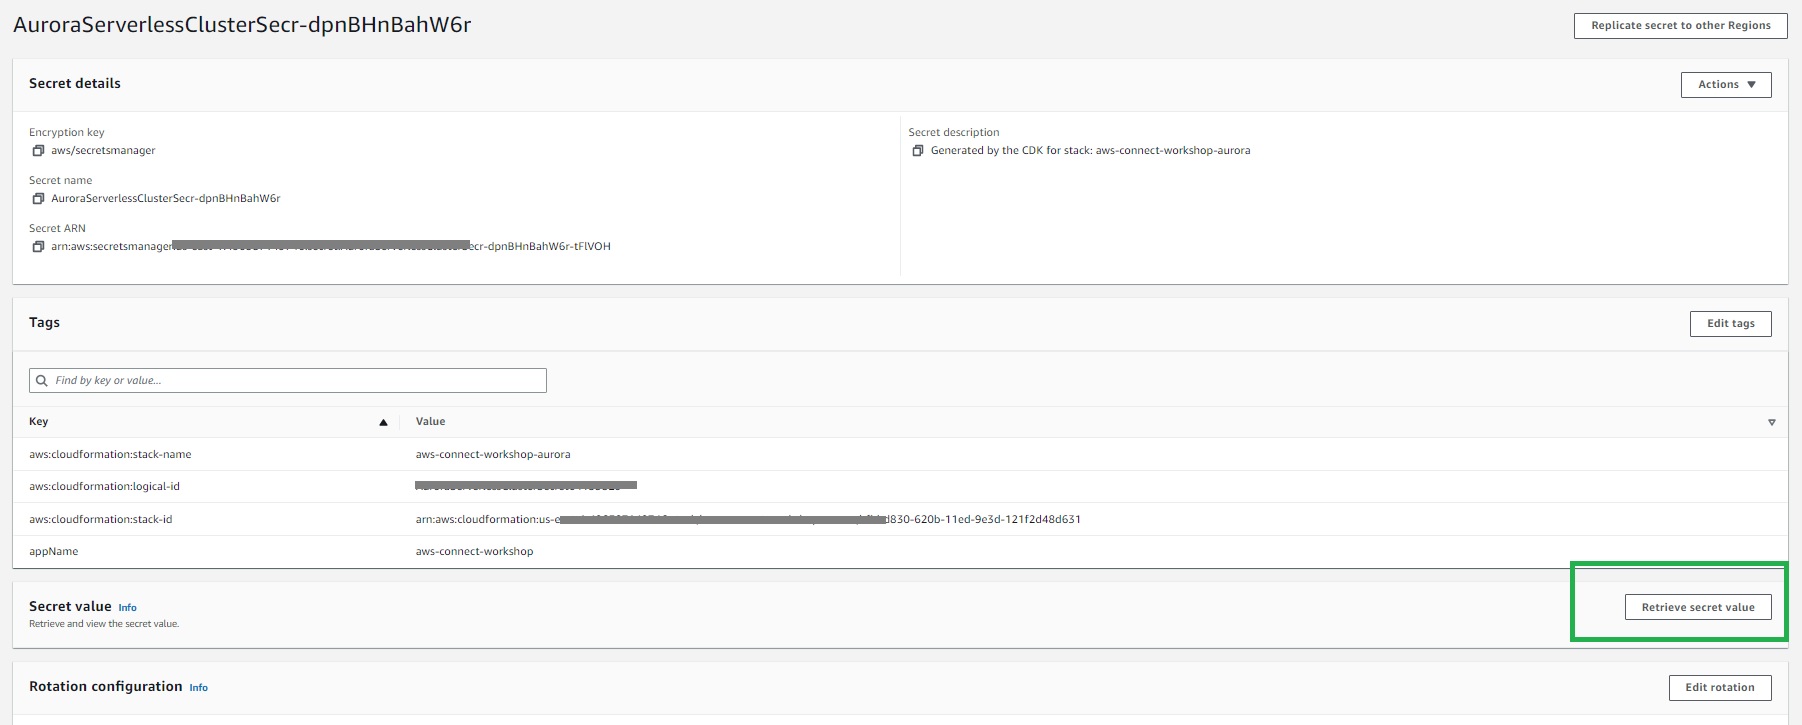 AuroraServerlessClusterSecr-dpnBHnBahW6r
Replicate secret to other Regions
Secret details
Actions
Encryption key
aws/secretsmanager
Secret description
Generated by the CDK for stack: aws-connect-workshop-aurora
Secret name
AuroraServerlessClusterSecr-dpnBHnBahW6r
Secret ARN
arn:aws:secretsmanager ecr-dpnBHnBahW6r-tFlVOH
Tags
Edit tags
Find by key or value...
Key Value
aws:cloudformation:stack-name aws-connect-workshop-aurora
aws:cloudformation:logical-id
aws:cloudformation:stack-id arn:aws:cloudformation:us-e d830-620b-11ed-9e3d-121f2d48d631
appName aws-connect-workshop
Secret value Info
Retrieve and view the secret value.
Retrieve secret value
Rotation configuration Info
Edit rotation